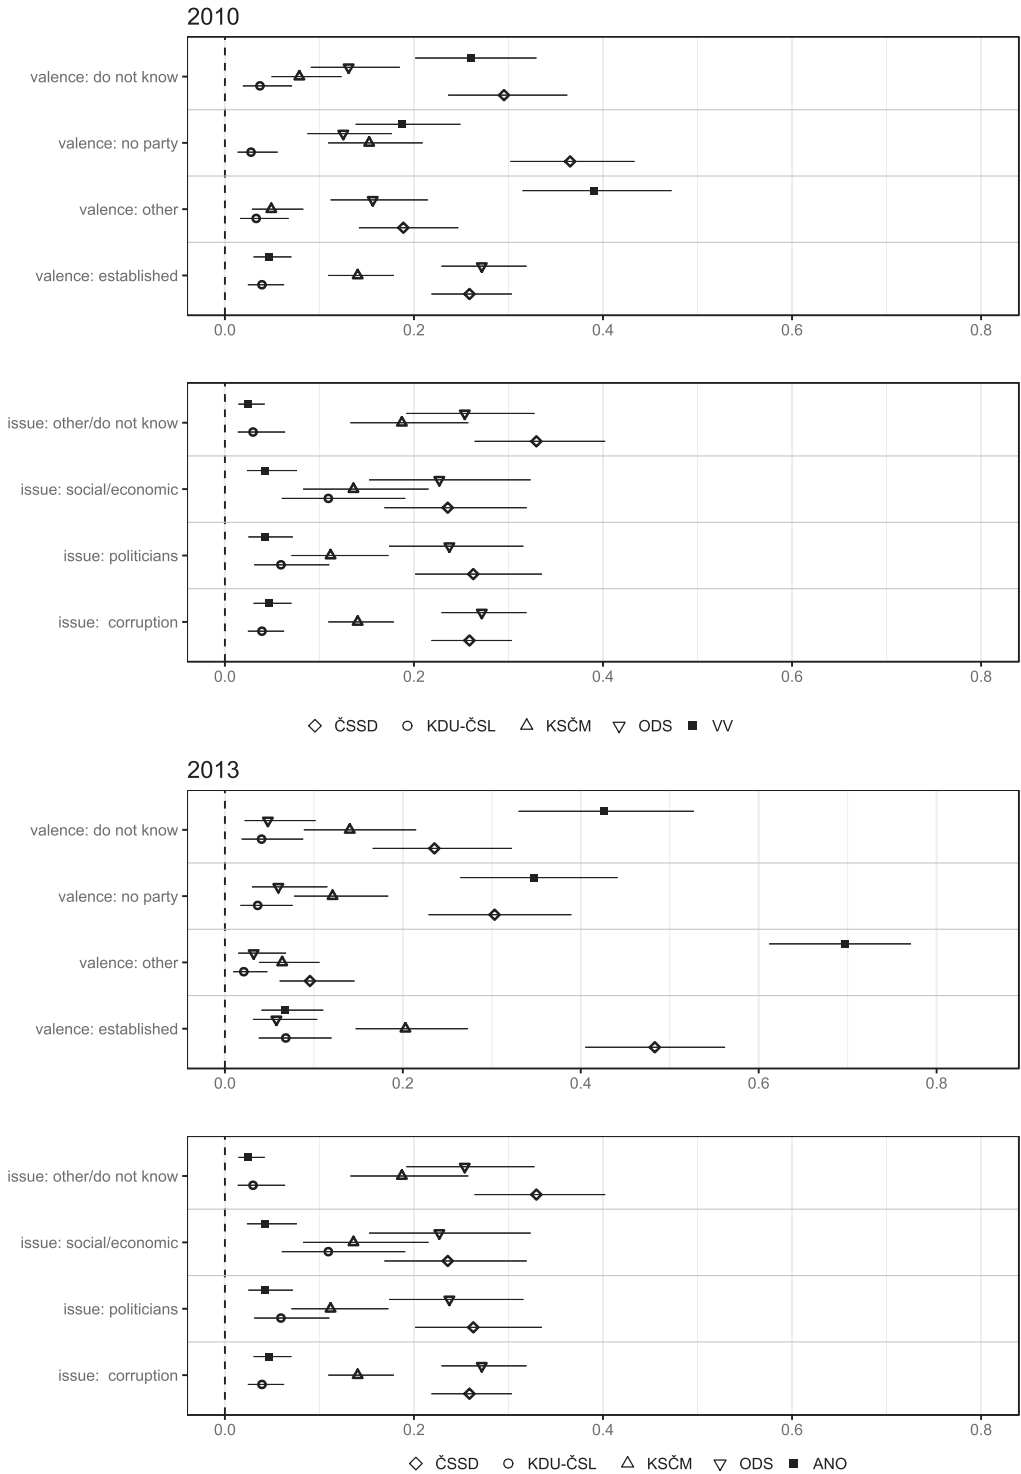 2010
valence: do not know
valence: no party
valence: other
valence: established
0.0 0.2 0.4 0.6 0.8
issue: other/do not know
issue: social/economic
issue: politicians
issue: corruption
0.0 0.2 0.4 0.6 0.8
ČSSD KDU-ČSL KSČM ODS VV
2013
valence: do not know
valence: no party
valence: other
valence: established
0.0 0.2 0.4 0.6 0.8
issue: other/do not know
issue: social/economic
issue: politicians
issue: corruption
0.0 0.2 0.4 0.6 0.8
ČSSD KDU-ČSL KSČM ODS ANO